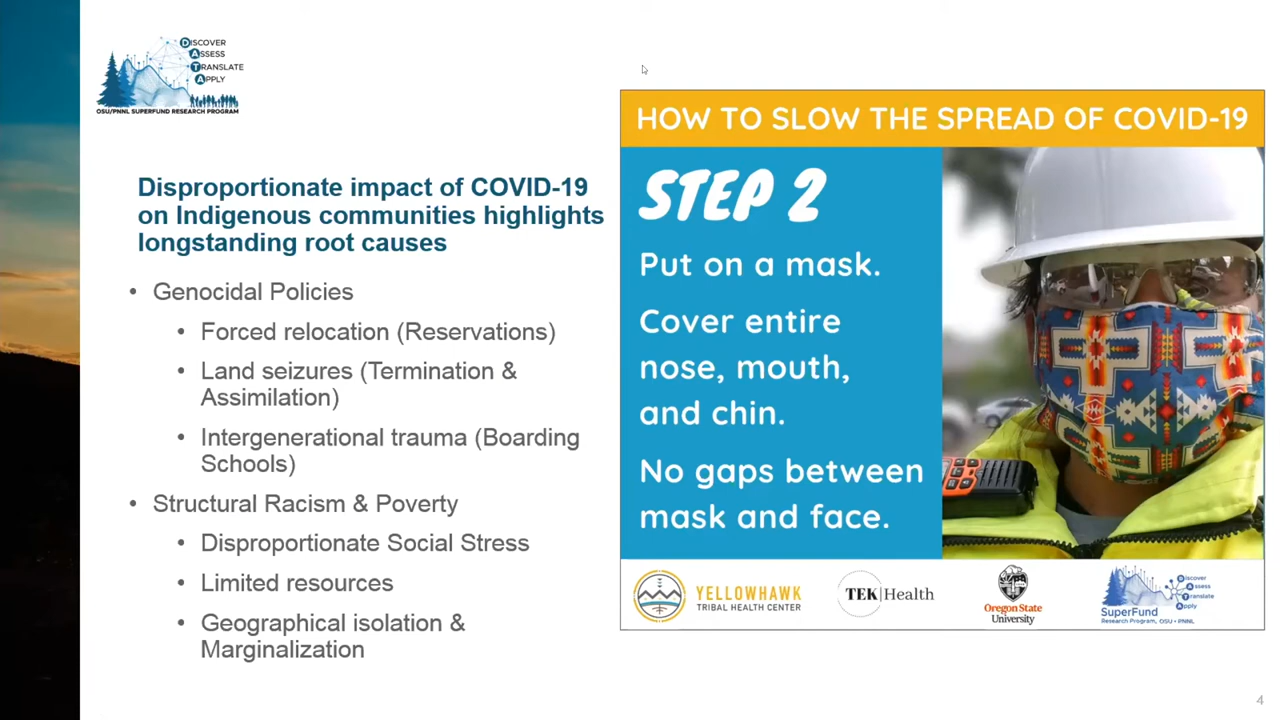 DISCOVER
ASSESS
TRANSLATE
APPLY
OSU/PNNL SUPERFUND RESEARCH PROGRAM
Disproportionate impact of COVID-19
on Indigenous communities highlights
longstanding root causes
• Genocidal Policies
• Forced relocation (Reservations)
• Land seizures (Termination &
Assimilation)
• Intergenerational trauma (Boarding
Schools)
• Structural Racism & Poverty
• Disproportionate Social Stress
• Limited resources
• Geographical isolation &
Marginalization
HOW TO SLOW THE SPREAD OF COVID-19
STEP 2
Put on a mask.
Cover entire
nose, mouth,
and chin.
No gaps between
mask and face.
YELLOWHAWK
TRIBAL HEALTH CENTER
TEK Health
Oregon State
University
Discover
Assess
Translate
Apply
SuperFund
Research Program, OSU • PNNL
4